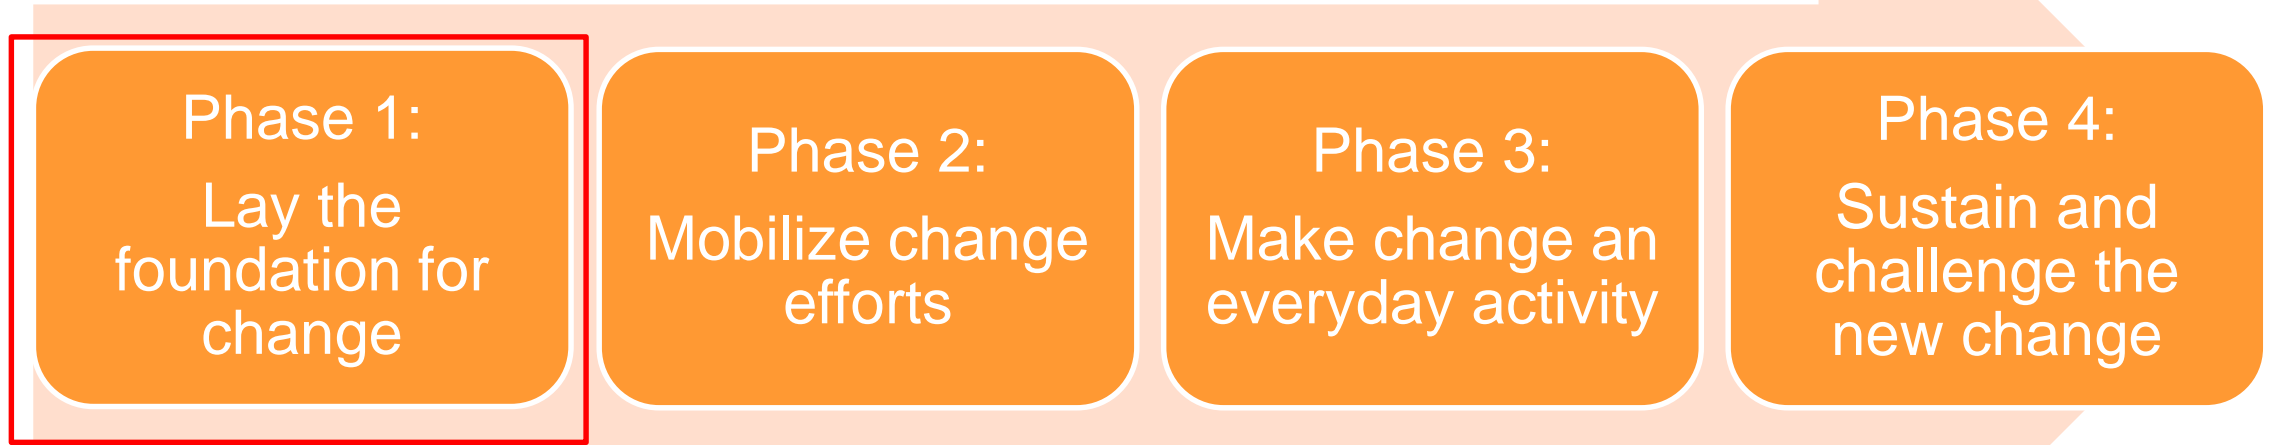 Phase 1:
Lay the
foundation for
change
Phase 2:
Mobilize change
efforts
Phase 3:
Make change an
everyday activity
Phase 4:
Sustain and
challenge the
new change